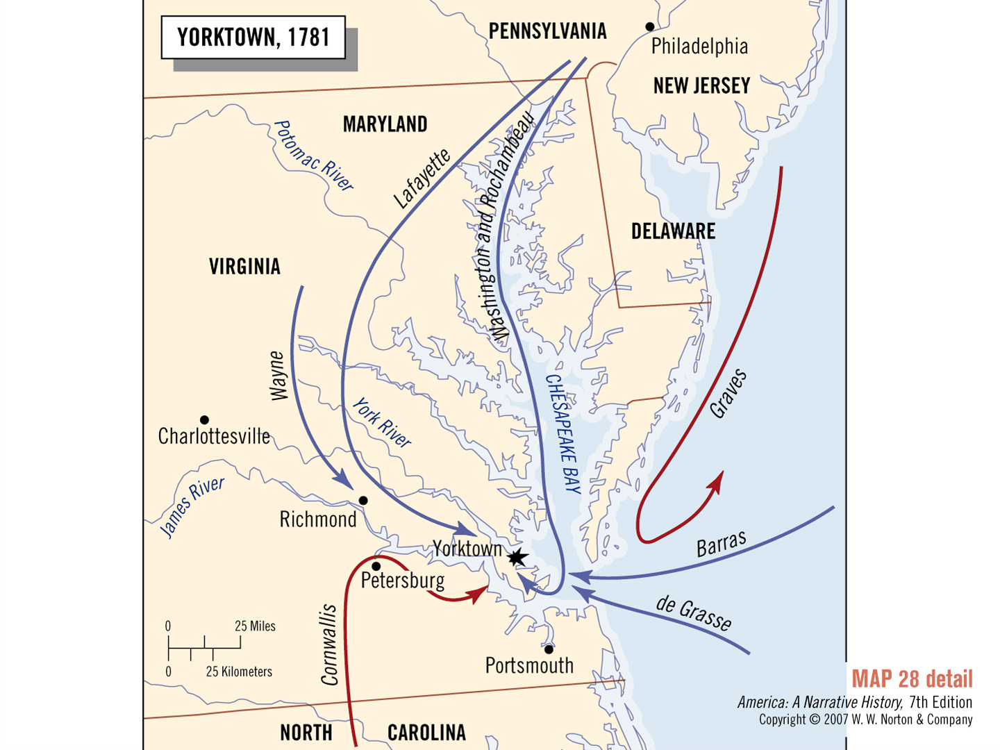 YORKTOWN, 1781
PENNSYLVANIA
Philadelphia
NEW JERSEY
MARYLAND
Potomac River
Lafayette
Washington and Rochambeau
DELAWARE
VIRGINIA
Wayne
Graves
York River
CHESAPEAKE BAY
Charlottesville
James River
Richmond
Yorktown
Barras
Petersburg
de Grasse
Cornwallis
0 25 Miles
0 25 Kilometers
Portsmouth
NORTH CAROLINA
MAP 28 detail
America: A Narrative History, 7th Edition
Copyright © 2007 W. W. Norton & Company